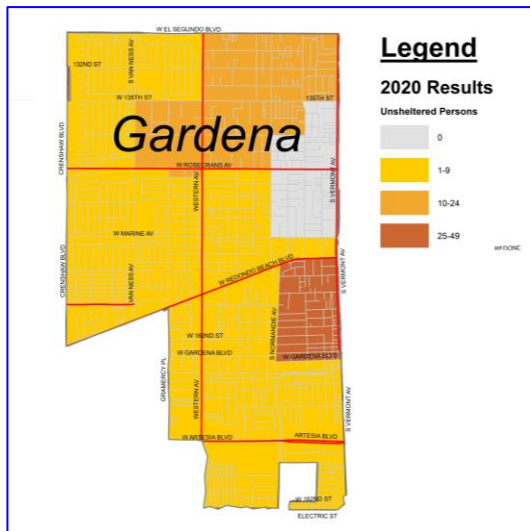 W EL SEGUNDO BLVD
132ND ST
S VAN NESS AV
W 135TH ST
135TH ST
Gardena
CRENSHAW BLVD
W ROSECRANS AV
S VERMONT AV
WESTERN AV
W MARINE AV
CRENSHAW BLVD
VAN NESS AV
W REDONDO BEACH BLVD
S VERMONT AV
W 162ND ST
S NORMANDIE AV
W GARDENA BLVD
W GARDENA BLVD
GRAMERCY PL
WESTERN AV
S VERMONT AV
W ARTESIA BLVD
ARTESIA BLVD
W 182ND ST
ELECTRIC ST
Legend
2020 Results
Unsheltered Persons
0
1-9
10-24
25-49